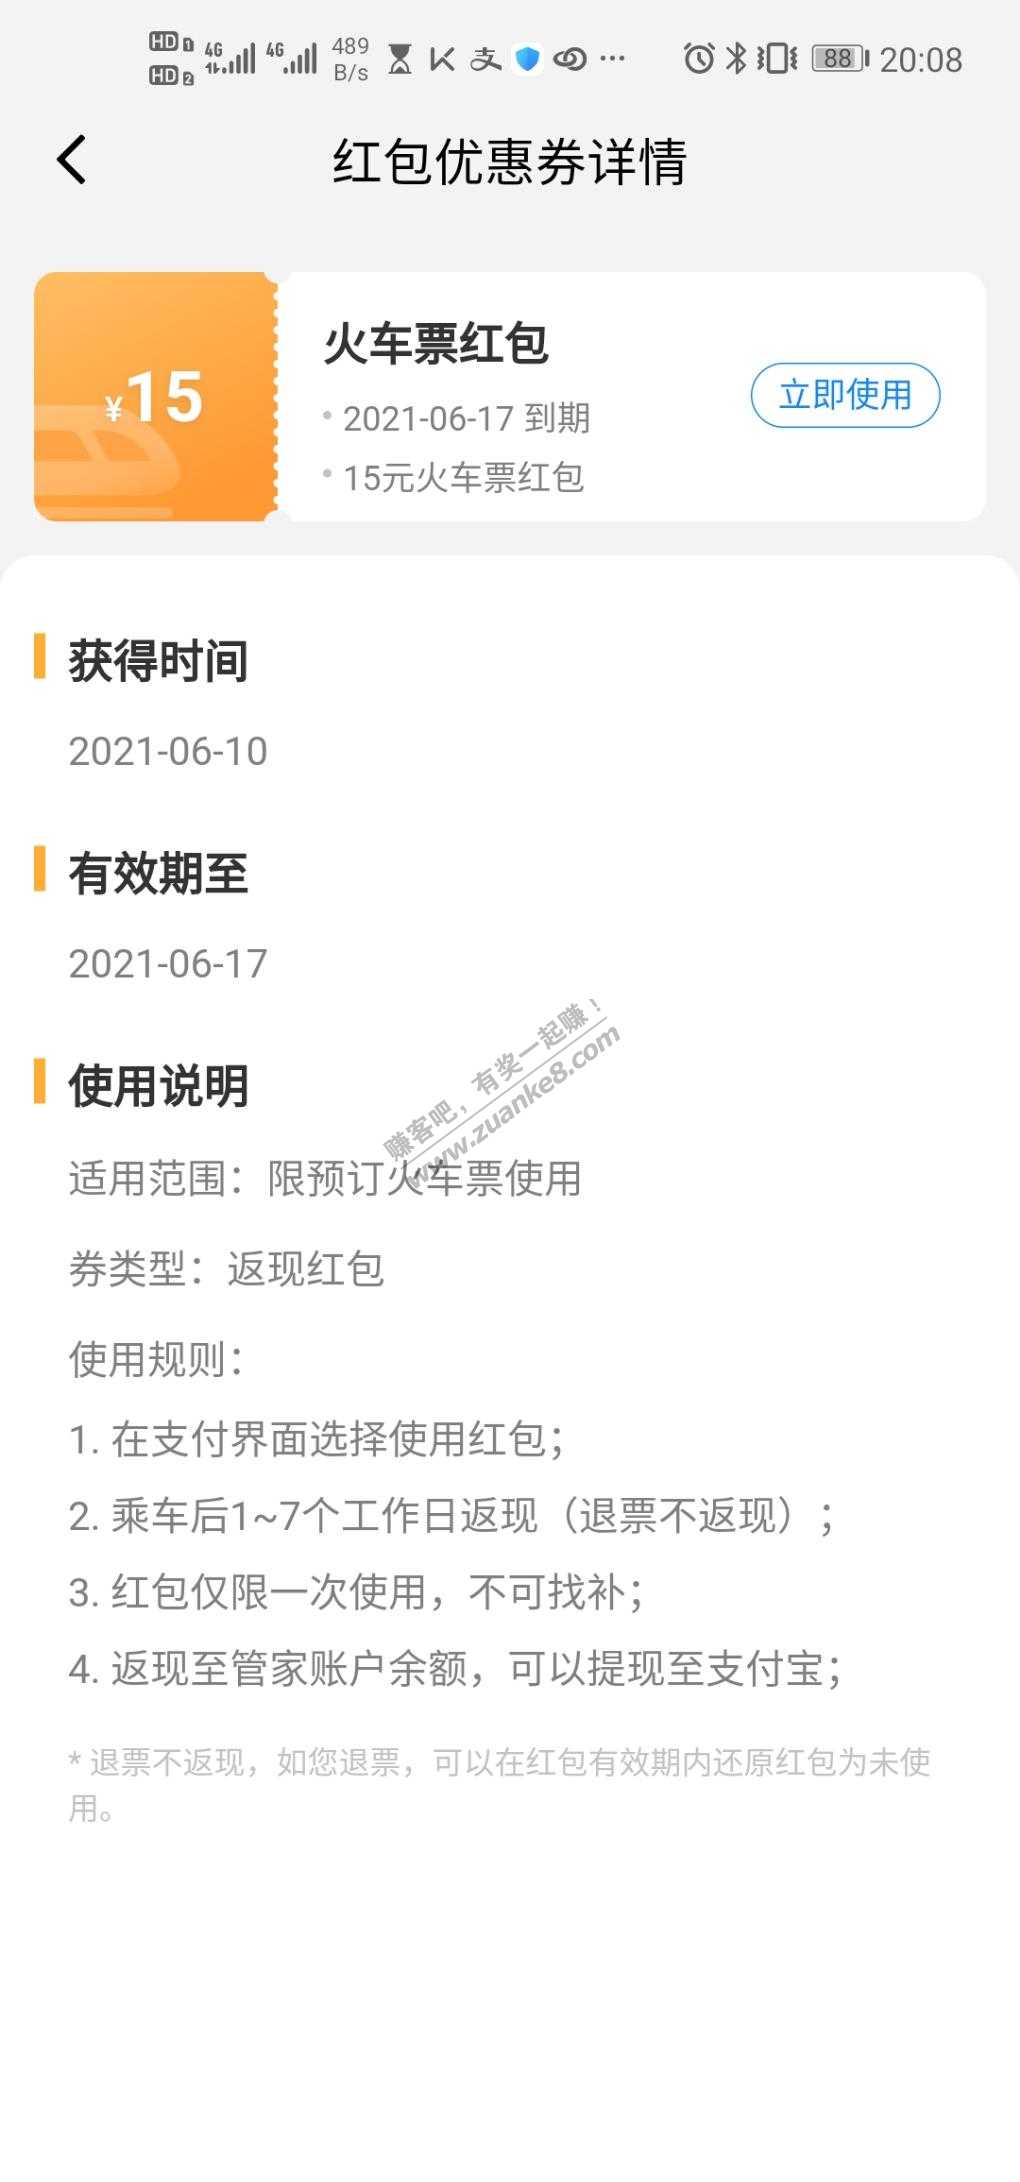 HD 1 4G 4G 489 88 20:08
HD 2 B/s
红包优惠券详情
¥15
火车票红包
2021-06-17 到期
15元火车票红包
立即使用
获得时间
2021-06-10
有效期至
2021-06-17
使用说明
赚客吧，有奖一起赚！
www.zuanke8.com
适用范围：限预订火车票使用
券类型：返现红包
使用规则：
1. 在支付界面选择使用红包；
2. 乘车后1~7个工作日返现（退票不返现）；
3. 红包仅限一次使用，不可找补；
4. 返现至管家账户余额，可以提现至支付宝；
* 退票不返现，如您退票，可以在红包有效期内还原红包为未使
用。